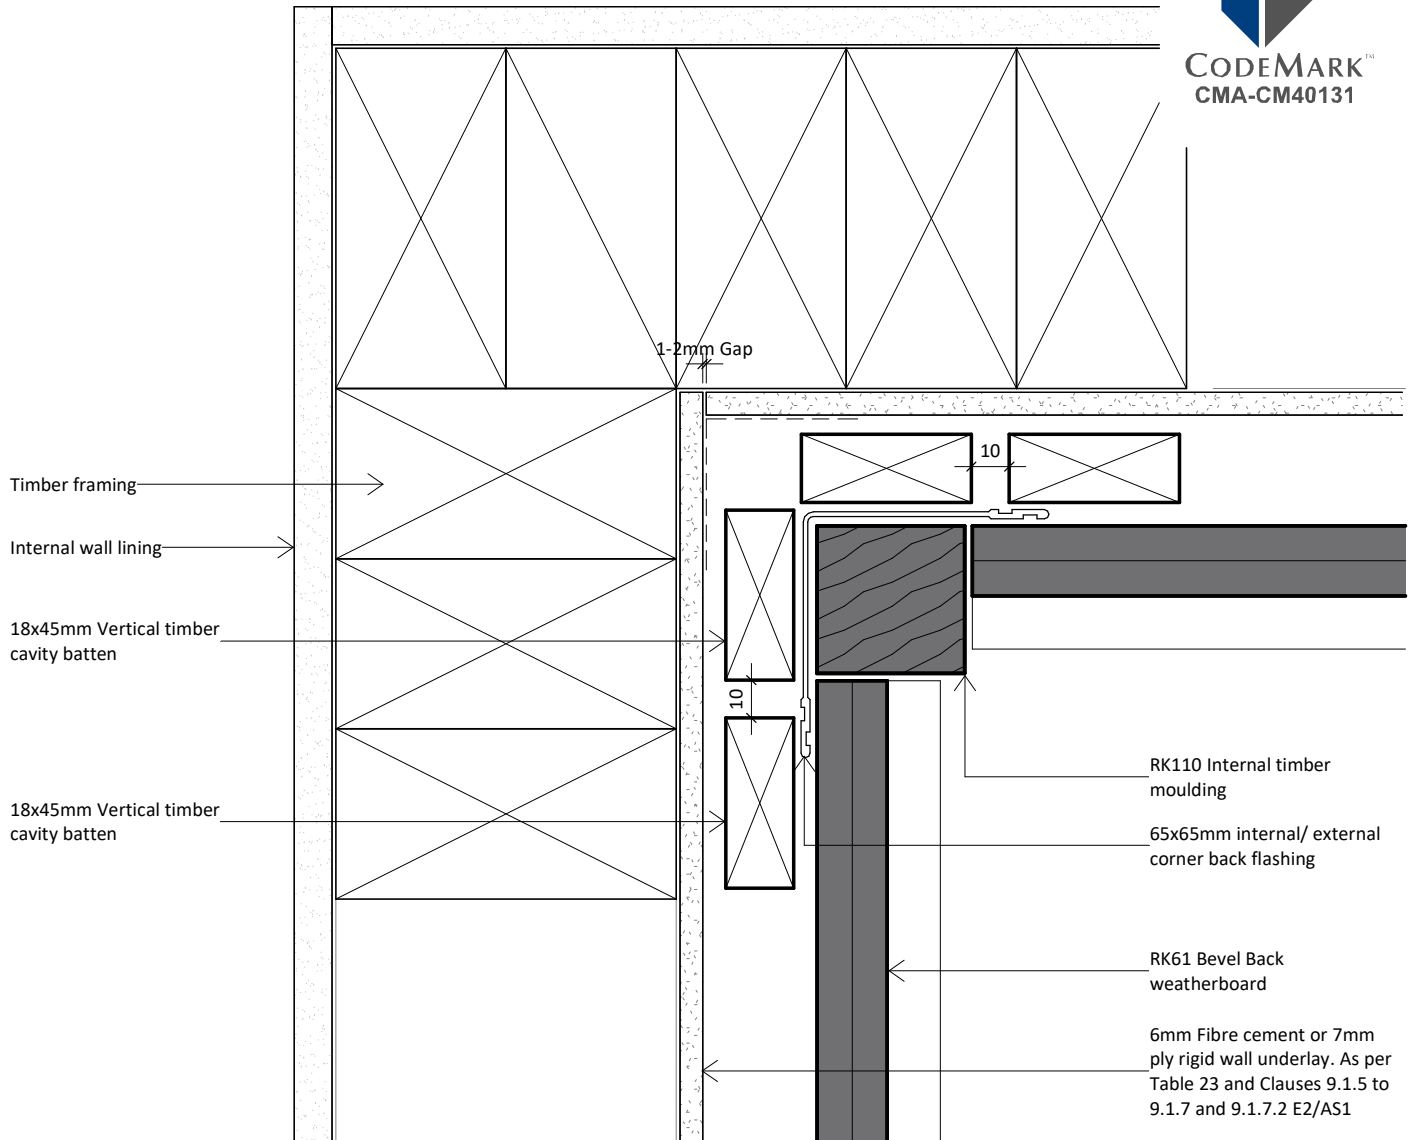 CODEMARK™
CMA-CM40131
1-2mm Gap
10
Timber framing
Internal wall lining
18x45mm Vertical timber
cavity batten
10
18x45mm Vertical timber
cavity batten
RK110 Internal timber
moulding
65x65mm internal/ external
corner back flashing
RK61 Bevel Back
weatherboard
6mm Fibre cement or 7mm
ply rigid wall underlay. As per
Table 23 and Clauses 9.1.5 to
9.1.7 and 9.1.7.2 E2/AS1